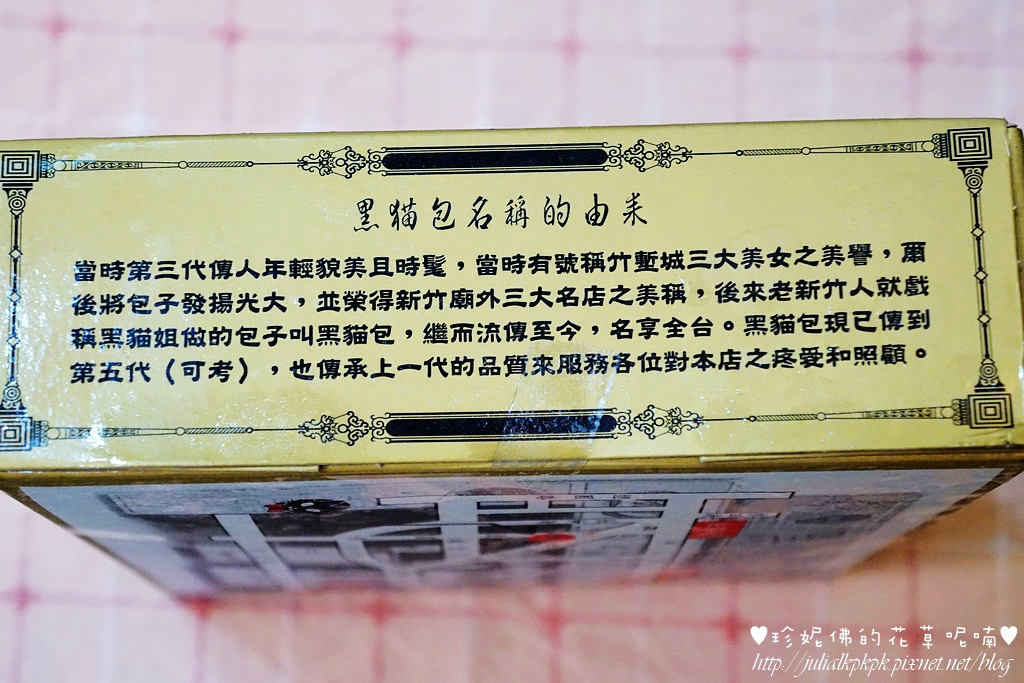 黑猫包名稱的由來
當時第三代傳人年輕貌美且時髦，當時有號稱竹塹城三大美女之美譽，爾
後將包子發揚光大，並榮得新竹廟外三大名店之美稱，後來老新竹人就戲
稱黑貓姐做的包子叫黑貓包，繼而流傳至今，名享全台。黑貓包現已傳到
第五代（可考），也傳承上一代的品質來服務各位對本店之疼愛和照顧。
♥珍妮佛的花草呢喃♥
http://julialkpkpk.pixnet.net/blog